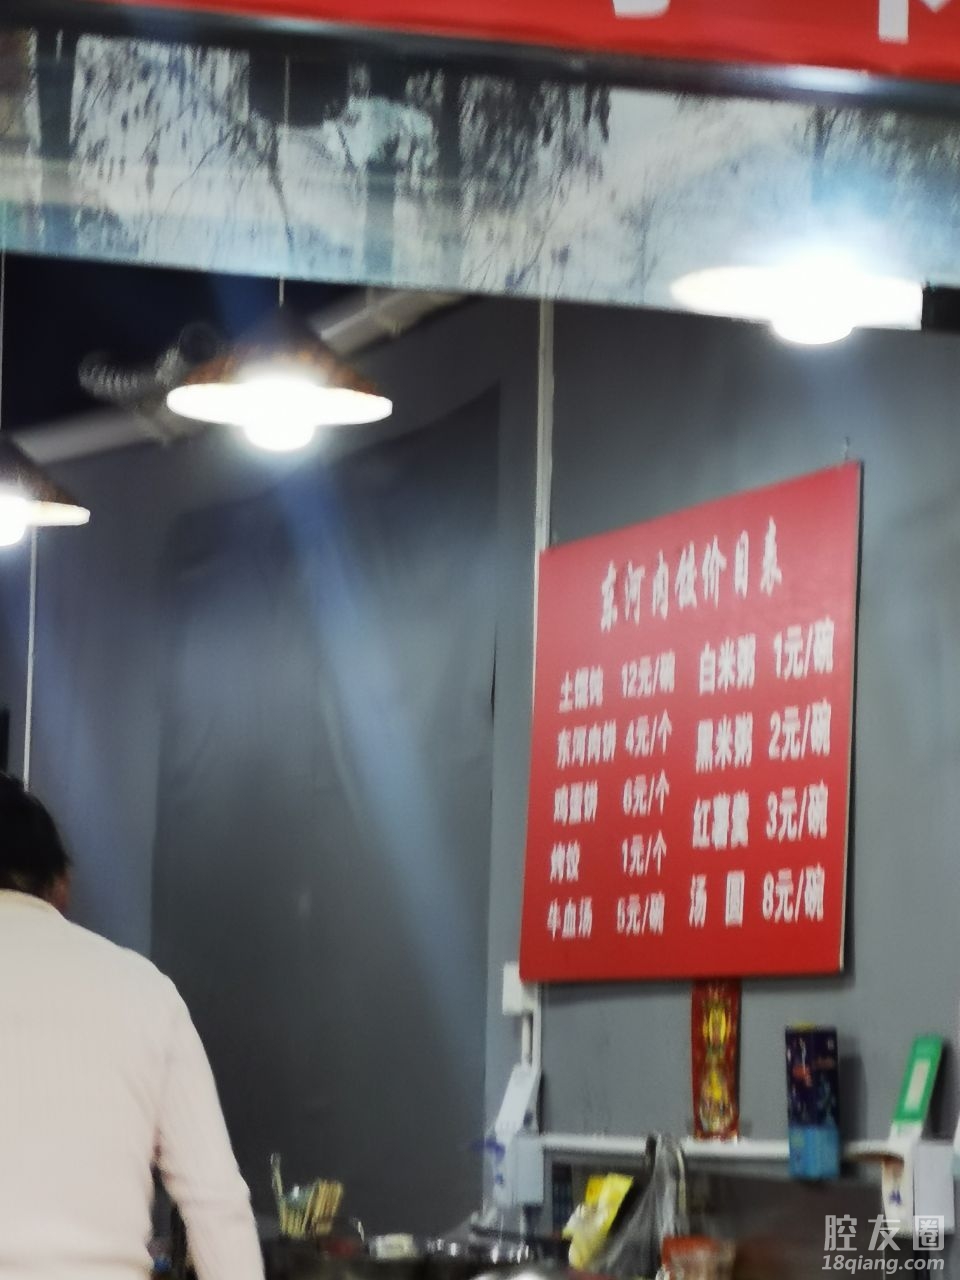 东河肉饼价目表
土馄饨 12元/碗
东河肉饼 4元/个
鸡蛋饼 6元/个
烤饺 1元/个
牛血汤 5元/碗
白米粥 1元/碗
黑米粥 2元/碗
红薯羹 3元/碗
汤圆 8元/碗
腔友圈
18qiang.com